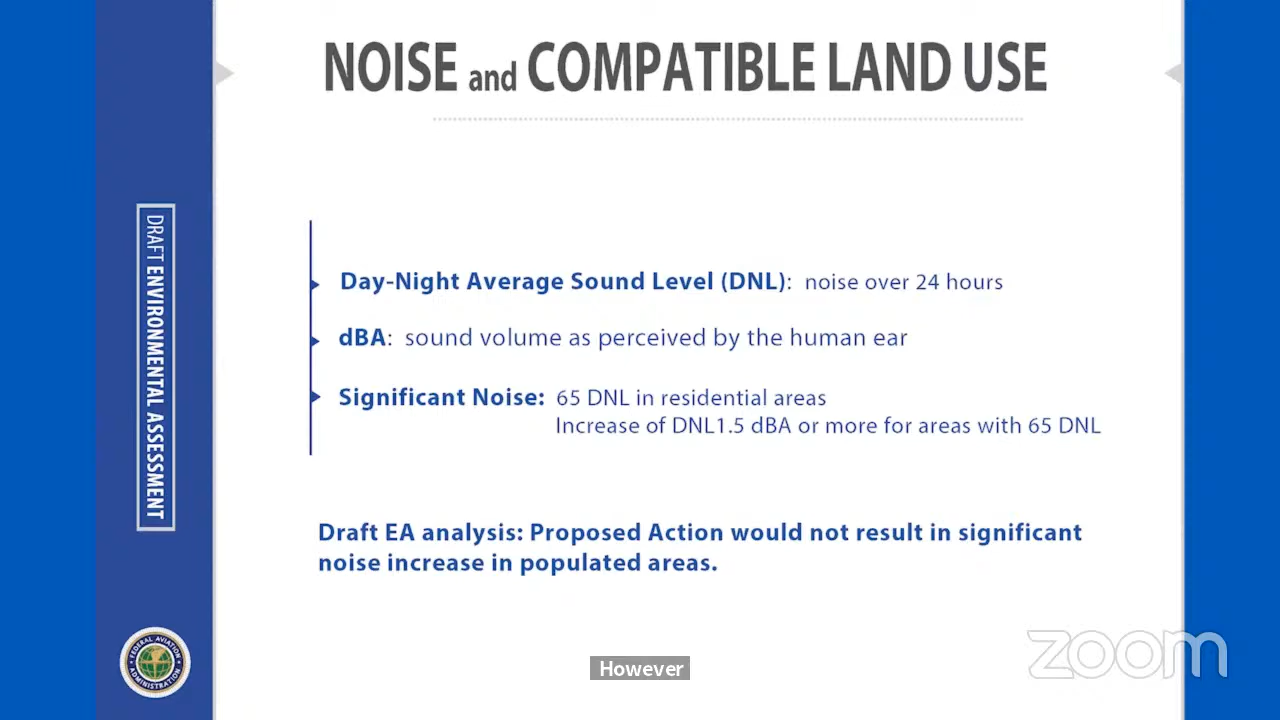 NOISE and COMPATIBLE LAND USE
DRAFT ENVIRONMENTAL ASSESSMENT
Day-Night Average Sound Level (DNL): noise over 24 hours
dBA: sound volume as perceived by the human ear
Significant Noise: 65 DNL in residential areas
Increase of DNL1.5 dBA or more for areas with 65 DNL
Draft EA analysis: Proposed Action would not result in significant
noise increase in populated areas.
FEDERAL AVIATION
ADMINISTRATION
zoom
However